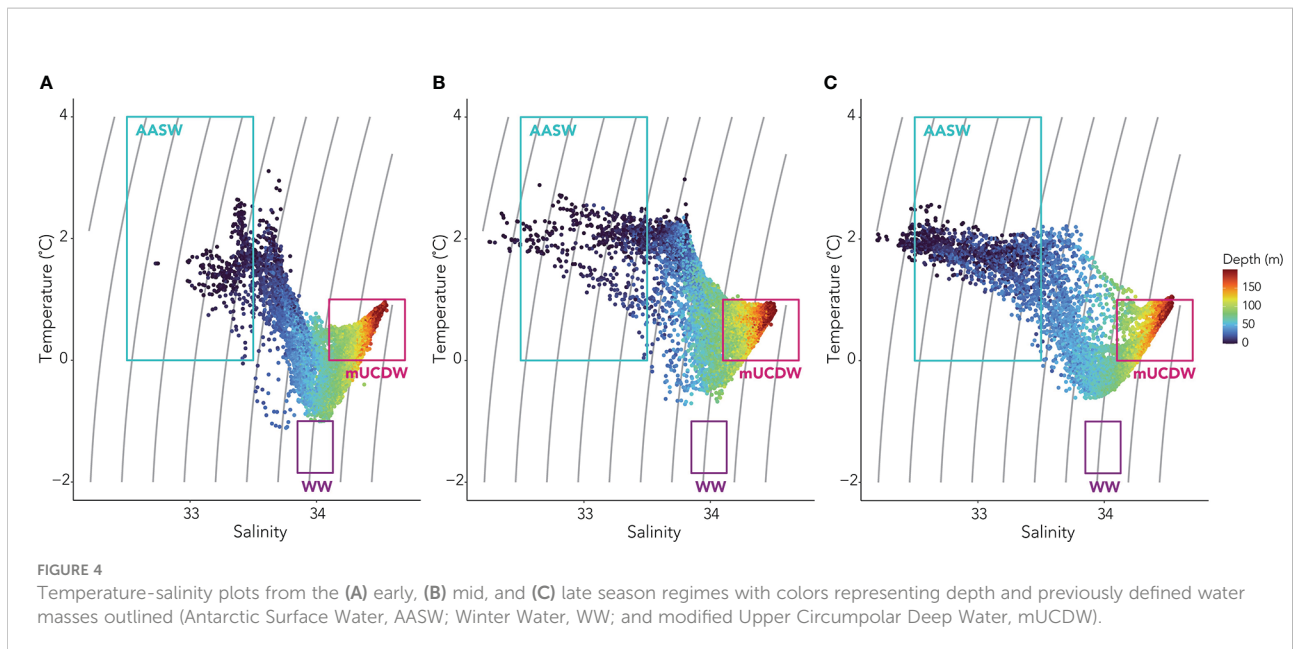 A
B
C
4
AASW
2
0
−2
mUCDW
WW
33
34
Temperature (°C)
Salinity
4
AASW
2
0
−2
mUCDW
WW
33
34
Temperature (°C)
Salinity
4
AASW
2
0
−2
mUCDW
WW
33
34
Temperature (°C)
Salinity
Depth (m)
150
100
50
0
FIGURE 4
Temperature-salinity plots from the (A) early, (B) mid, and (C) late season regimes with colors representing depth and previously defined water
masses outlined (Antarctic Surface Water, AASW; Winter Water, WW; and modified Upper Circumpolar Deep Water, mUCDW).